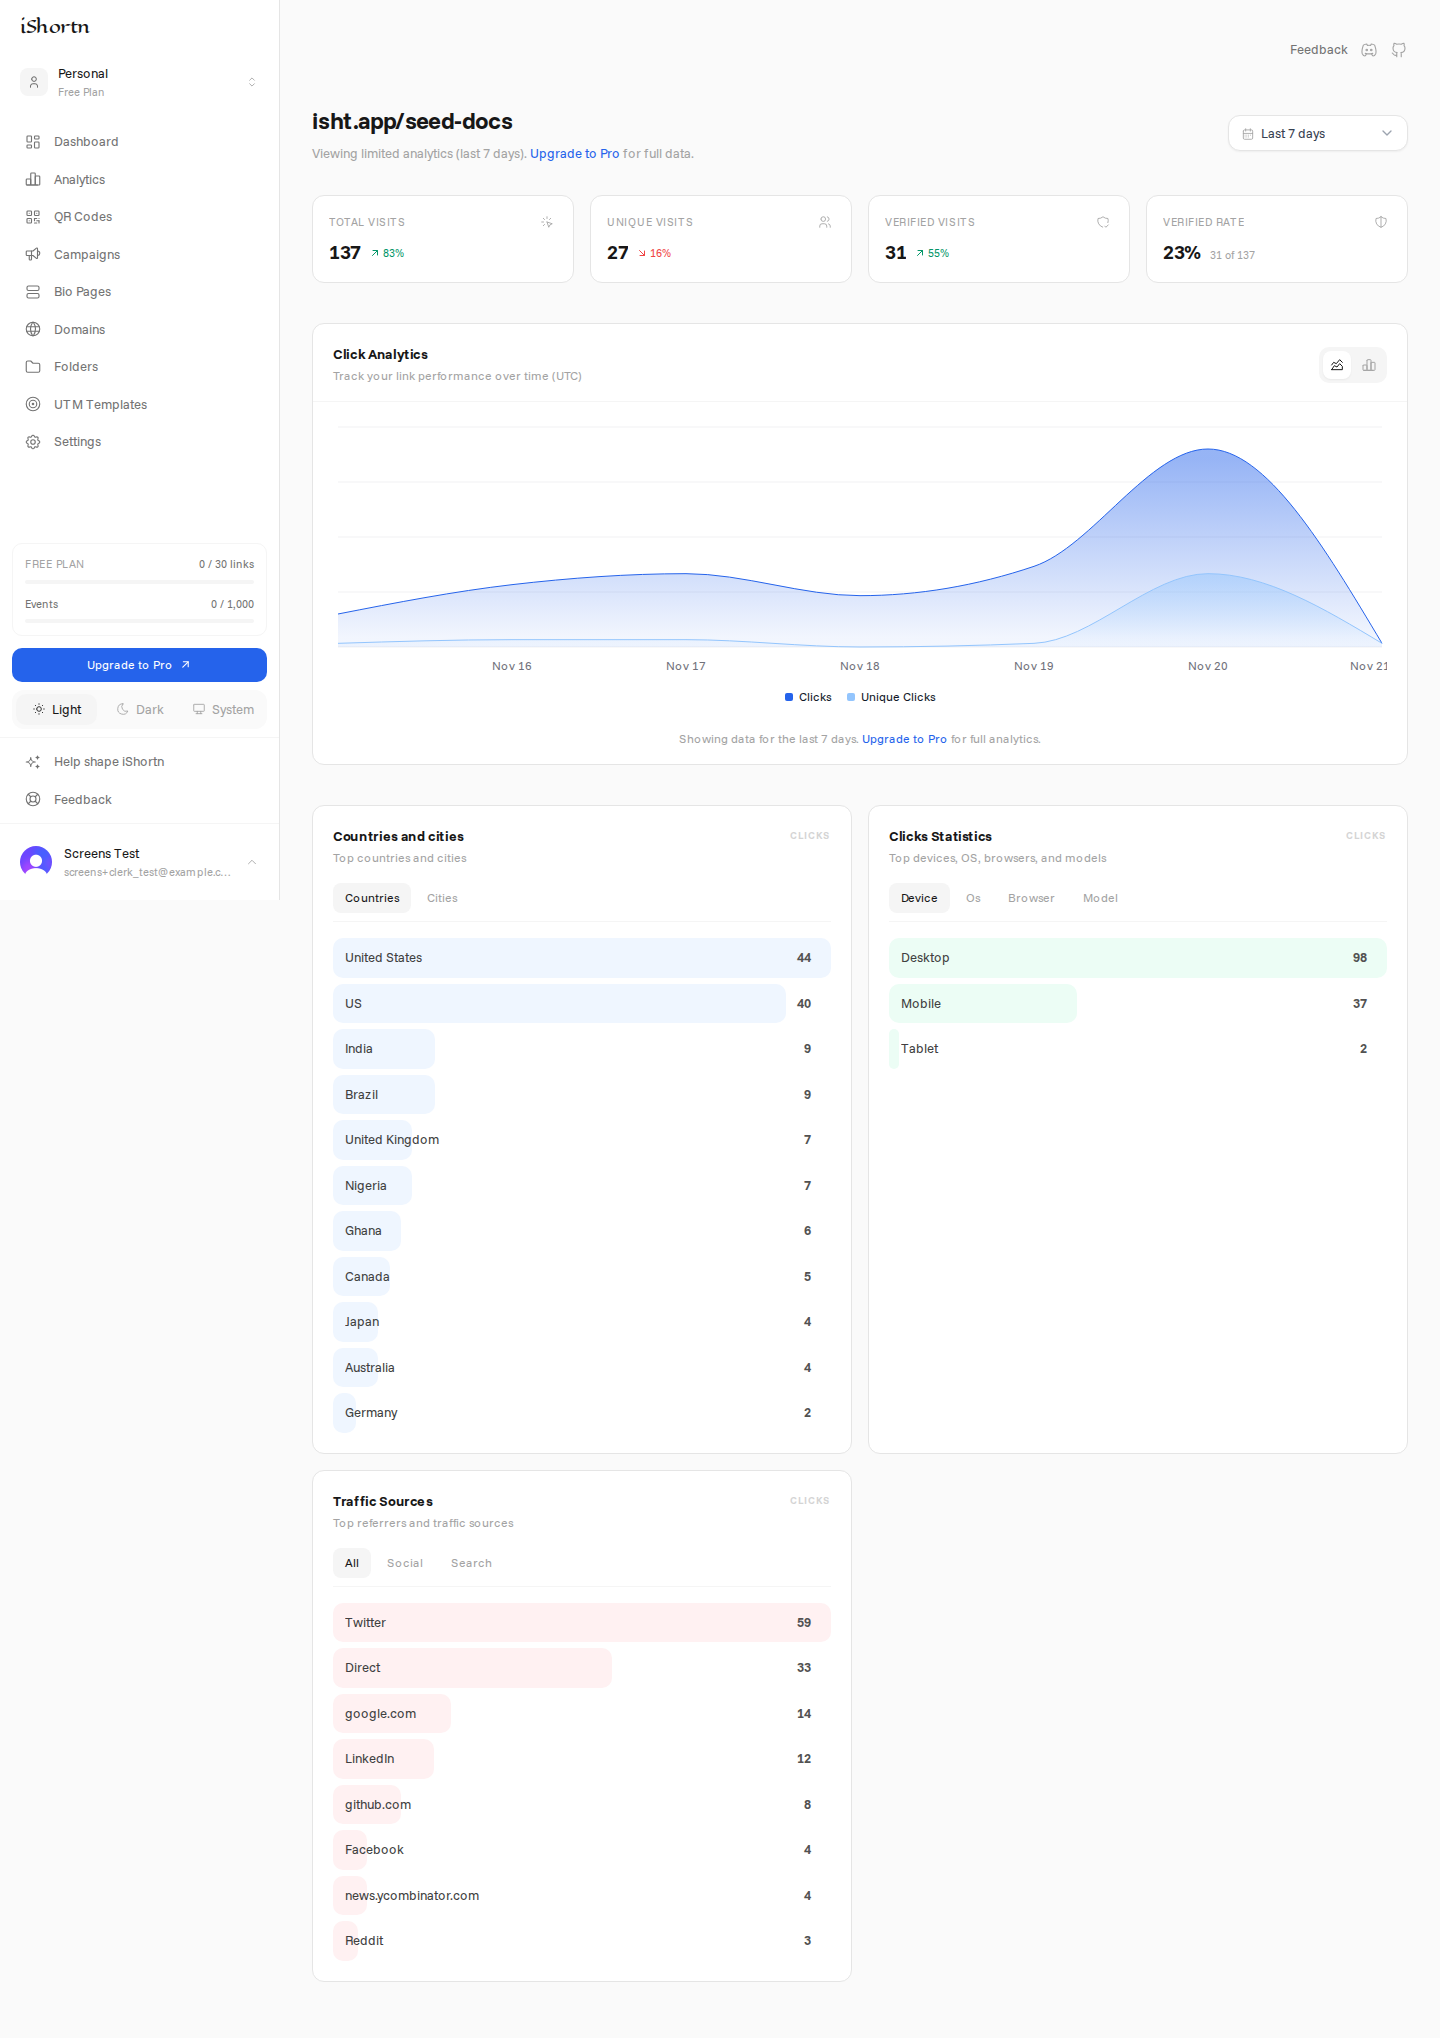 iShortn
Personal
Free Plan
Dashboard
Analytics
QR Codes
Campaigns
Bio Pages
Domains
Folders
UTM Templates
Settings
FREE PLAN 0 / 30 links
Events 0 / 1,000
Upgrade to Pro
Light Dark System
Help shape iShortn
Feedback
Screens Test
screens+clerk_test@example.c...
Feedback
isht.app/seed-docs
Viewing limited analytics (last 7 days). Upgrade to Pro for full data.
Last 7 days
TOTAL VISITS
137 83%
UNIQUE VISITS
27 16%
VERIFIED VISITS
31 55%
VERIFIED RATE
23% 31 of 137
Click Analytics
Track your link performance over time (UTC)
Nov 16 Nov 17 Nov 18 Nov 19 Nov 20 Nov 21
Clicks Unique Clicks
Showing data for the last 7 days. Upgrade to Pro for full analytics.
Countries and cities CLICKS
Top countries and cities
Countries Cities
United States 44
US 40
India 9
Brazil 9
United Kingdom 7
Nigeria 7
Ghana 6
Canada 5
Japan 4
Australia 4
Germany 2
Clicks Statistics CLICKS
Top devices, OS, browsers, and models
Device Os Browser Model
Desktop 98
Mobile 37
Tablet 2
Traffic Sources CLICKS
Top referrers and traffic sources
All Social Search
Twitter 59
Direct 33
google.com 14
LinkedIn 12
github.com 8
Facebook 4
news.ycombinator.com 4
Reddit 3